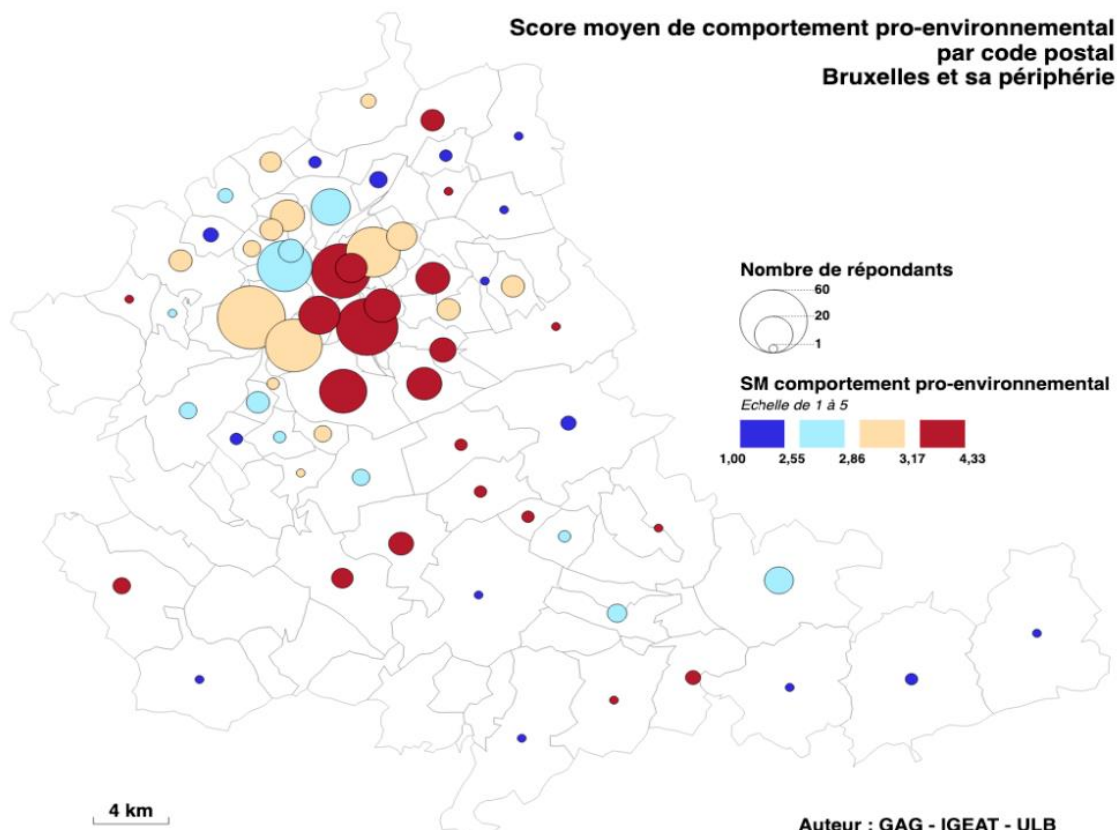 Score moyen de comportement pro-environnemental
par code postal
Bruxelles et sa périphérie
Nombre de répondants
60
20
1
SM comportement pro-environnemental
Echelle de 1 à 5
1,00 2,55 2,86 3,17 4,33
4 km
Auteur : GAG - IGEAT - ULB